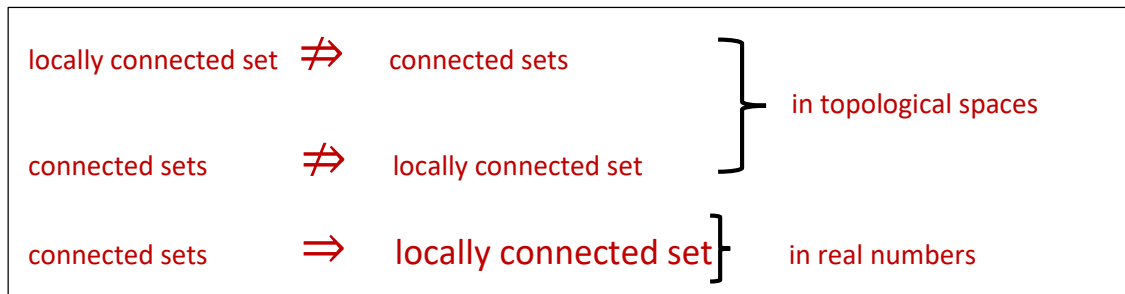 locally connected set ⇏ connected sets
in topological spaces
connected sets ⇏ locally connected set
connected sets ⇒ locally connected set in real numbers